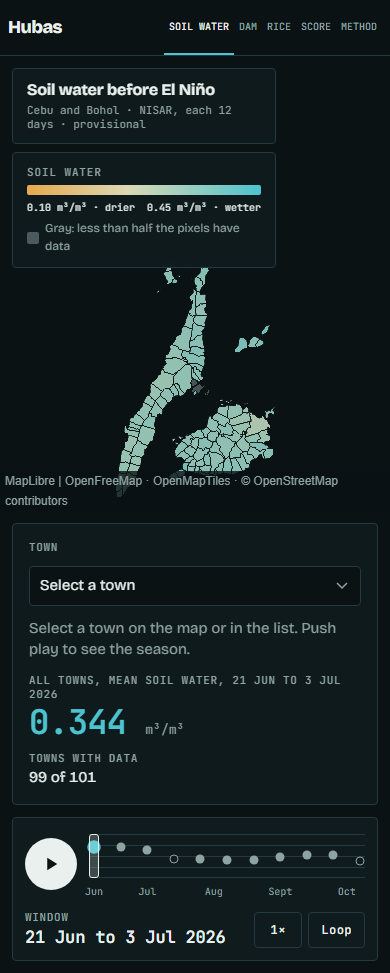 Hubas
SOIL WATER DAM RICE SCORE METHOD
Soil water before El Niño
Cebu and Bohol · NISAR, each 12
days · provisional
SOIL WATER
0.10 m³/m³ · drier 0.45 m³/m³ · wetter
Gray: less than half the pixels have
data
MapLibre | OpenFreeMap · OpenMapTiles · © OpenStreetMap
contributors
TOWN
Select a town
Select a town on the map or in the list. Push
play to see the season.
ALL TOWNS, MEAN SOIL WATER, 21 JUN TO 3 JUL
2026
0.344 m³/m³
TOWNS WITH DATA
99 of 101
Jun Jul Aug Sept Oct
WINDOW
21 Jun to 3 Jul 2026
1×
Loop